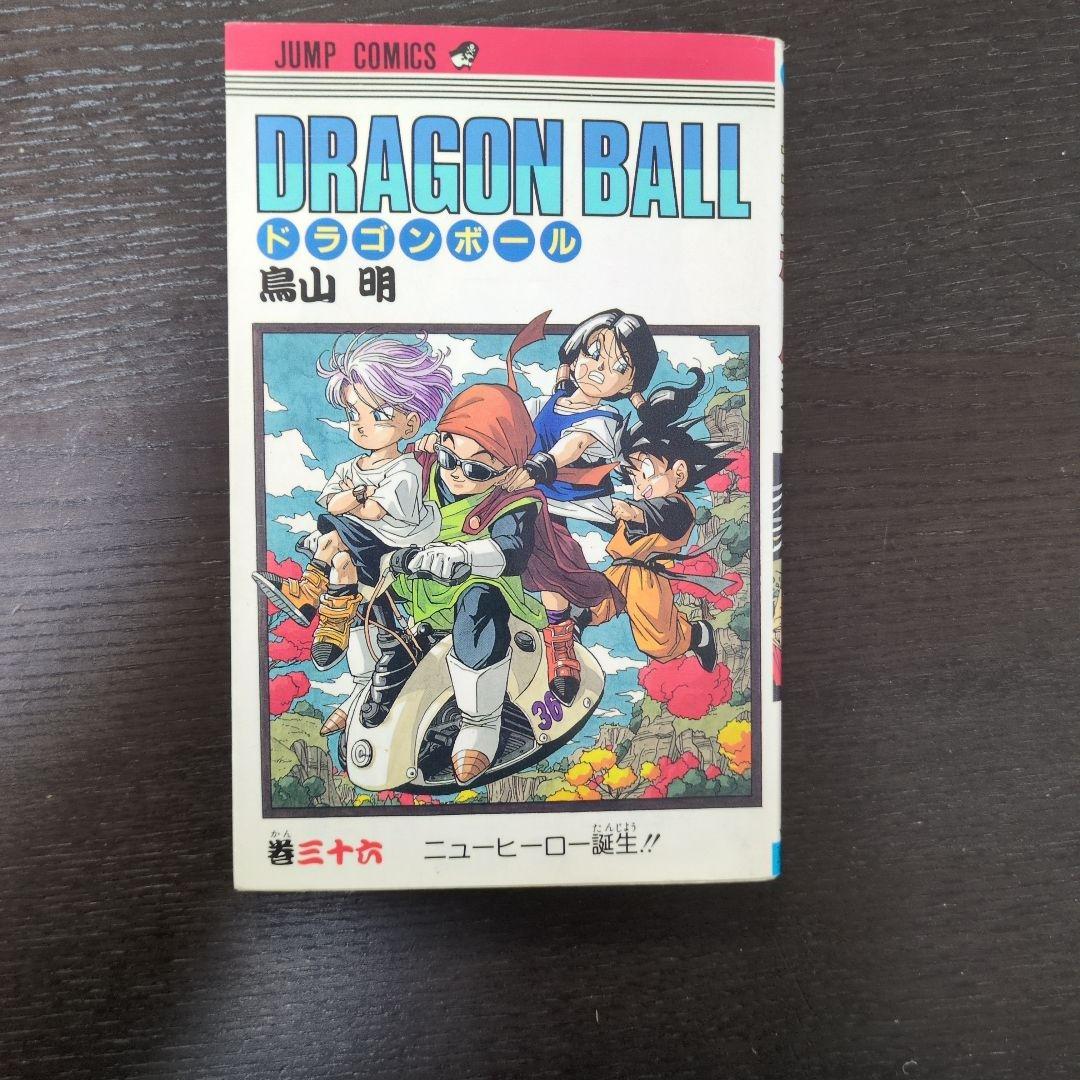 JUMP COMICS
DRAGON BALL
ドラゴンボール
鳥山 明
36
かん
巻三十六
たんじょう
ニューヒーロー誕生!!